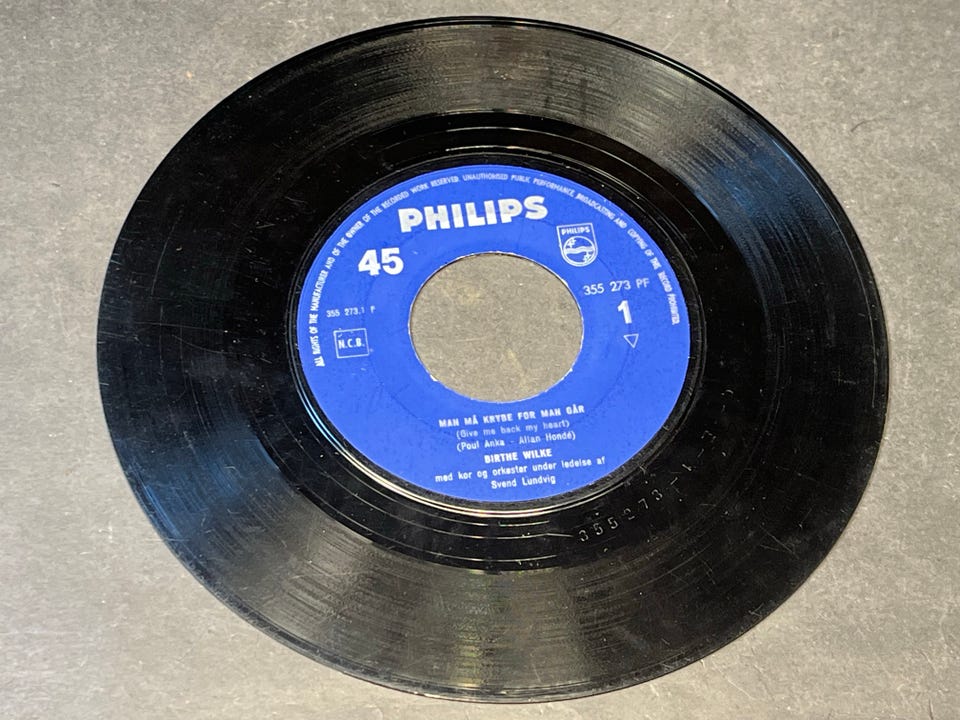 ALL RIGHTS OF THE MANUFACTURER AND OF THE OWNER OF THE RECORDED WORK RESERVED. UNAUTHORISED PUBLIC PERFORMANCE, BROADCASTING AND COPYING OF THE RECORD PROHIBITED.
PHILIPS
45
PHILIPS
355 273 PF
355 273.1 P
1
N.C.B.
MAN MÅ KRYBE FOR MAN GÅR
(Give me back my heart)
(Poul Anka - Allan Hondé)
BIRTHE WILKE
med kor og orkester under ledelse af
Svend Lundvig